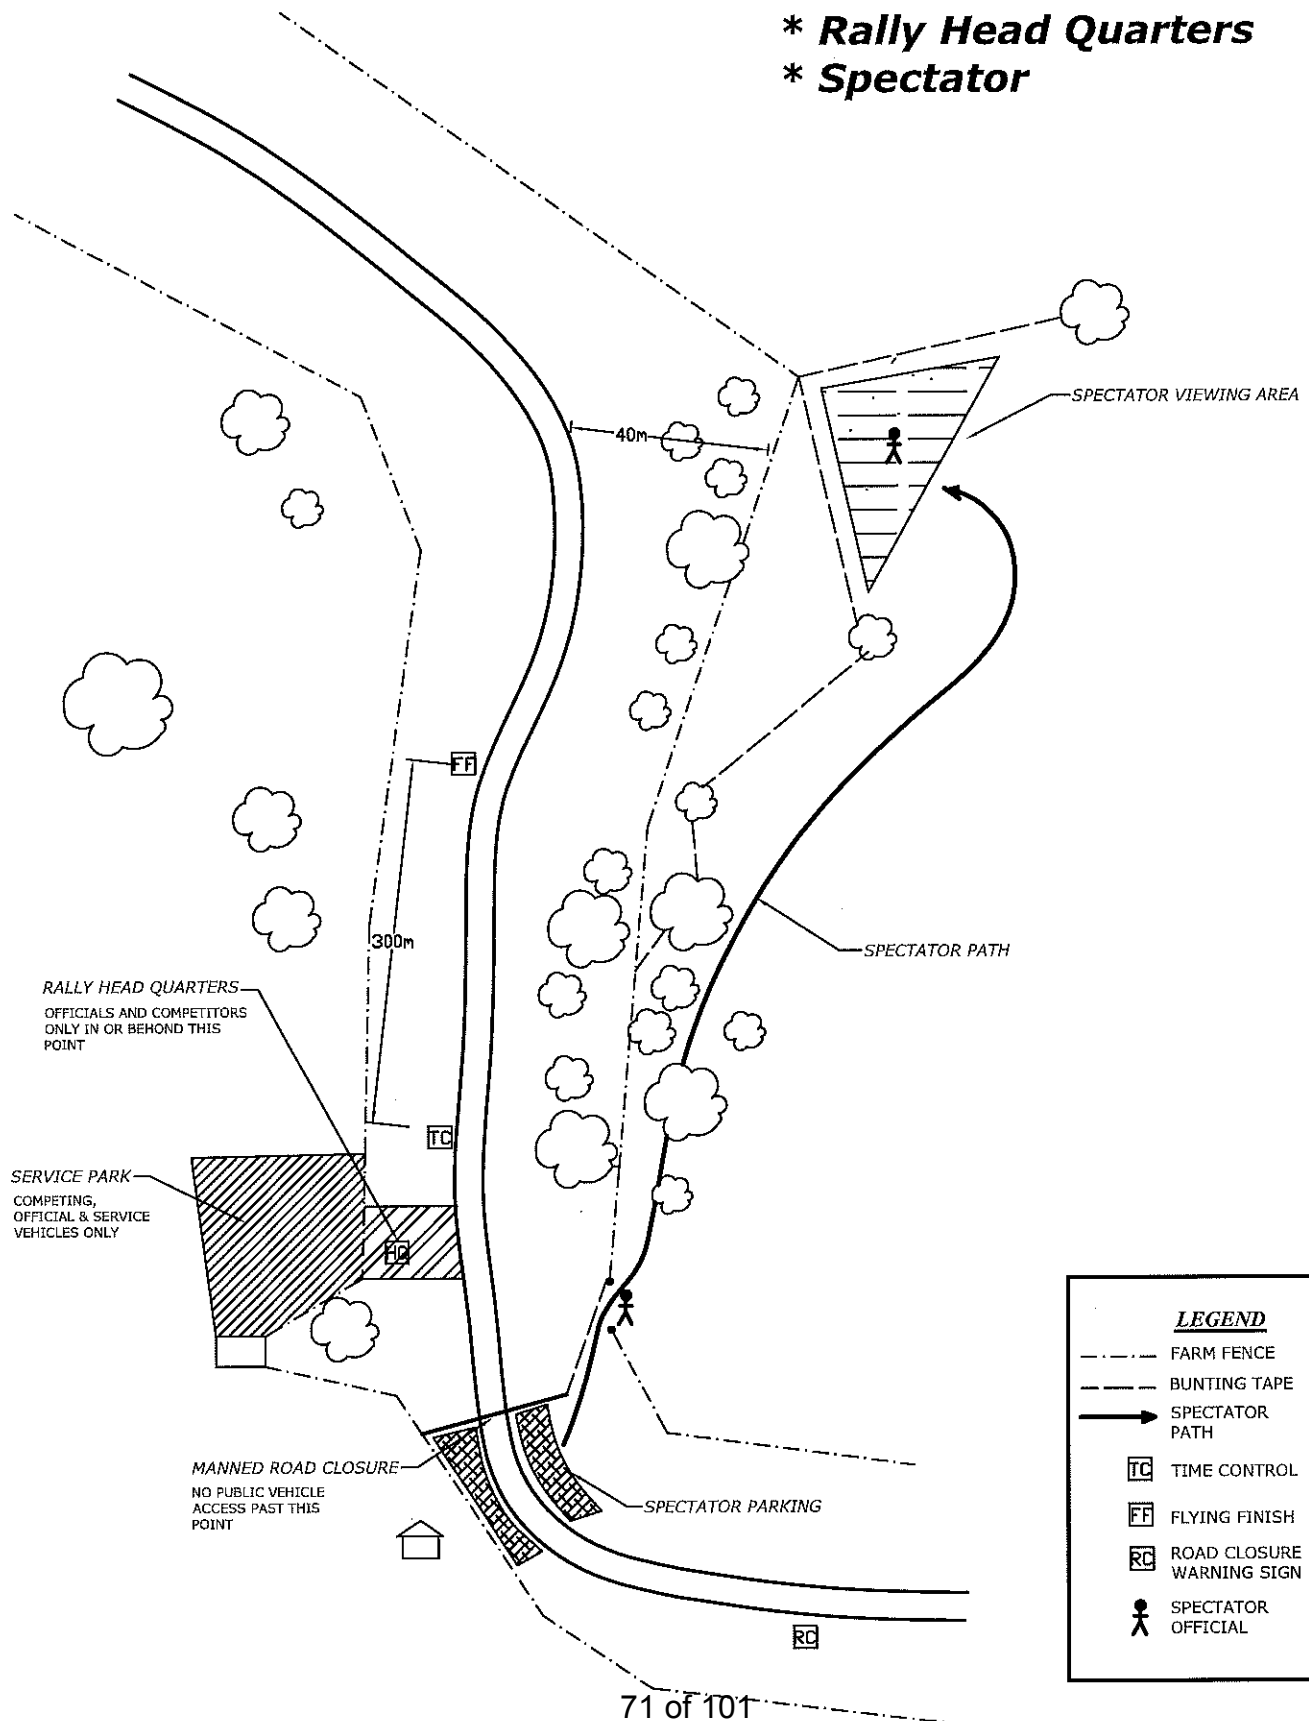 * Rally Head Quarters
* Spectator
SPECTATOR VIEWING AREA
40m
FF
300m
SPECTATOR PATH
RALLY HEAD QUARTERS
OFFICIALS AND COMPETITORS
ONLY IN OR BEHOND THIS
POINT
TC
SERVICE PARK
COMPETING,
OFFICIAL & SERVICE
VEHICLES ONLY
HQ
MANNED ROAD CLOSURE
NO PUBLIC VEHICLE
ACCESS PAST THIS
POINT
SPECTATOR PARKING
RC
LEGEND
FARM FENCE
BUNTING TAPE
SPECTATOR
PATH
TC TIME CONTROL
FF FLYING FINISH
RC ROAD CLOSURE
WARNING SIGN
SPECTATOR
OFFICIAL
71 of 101